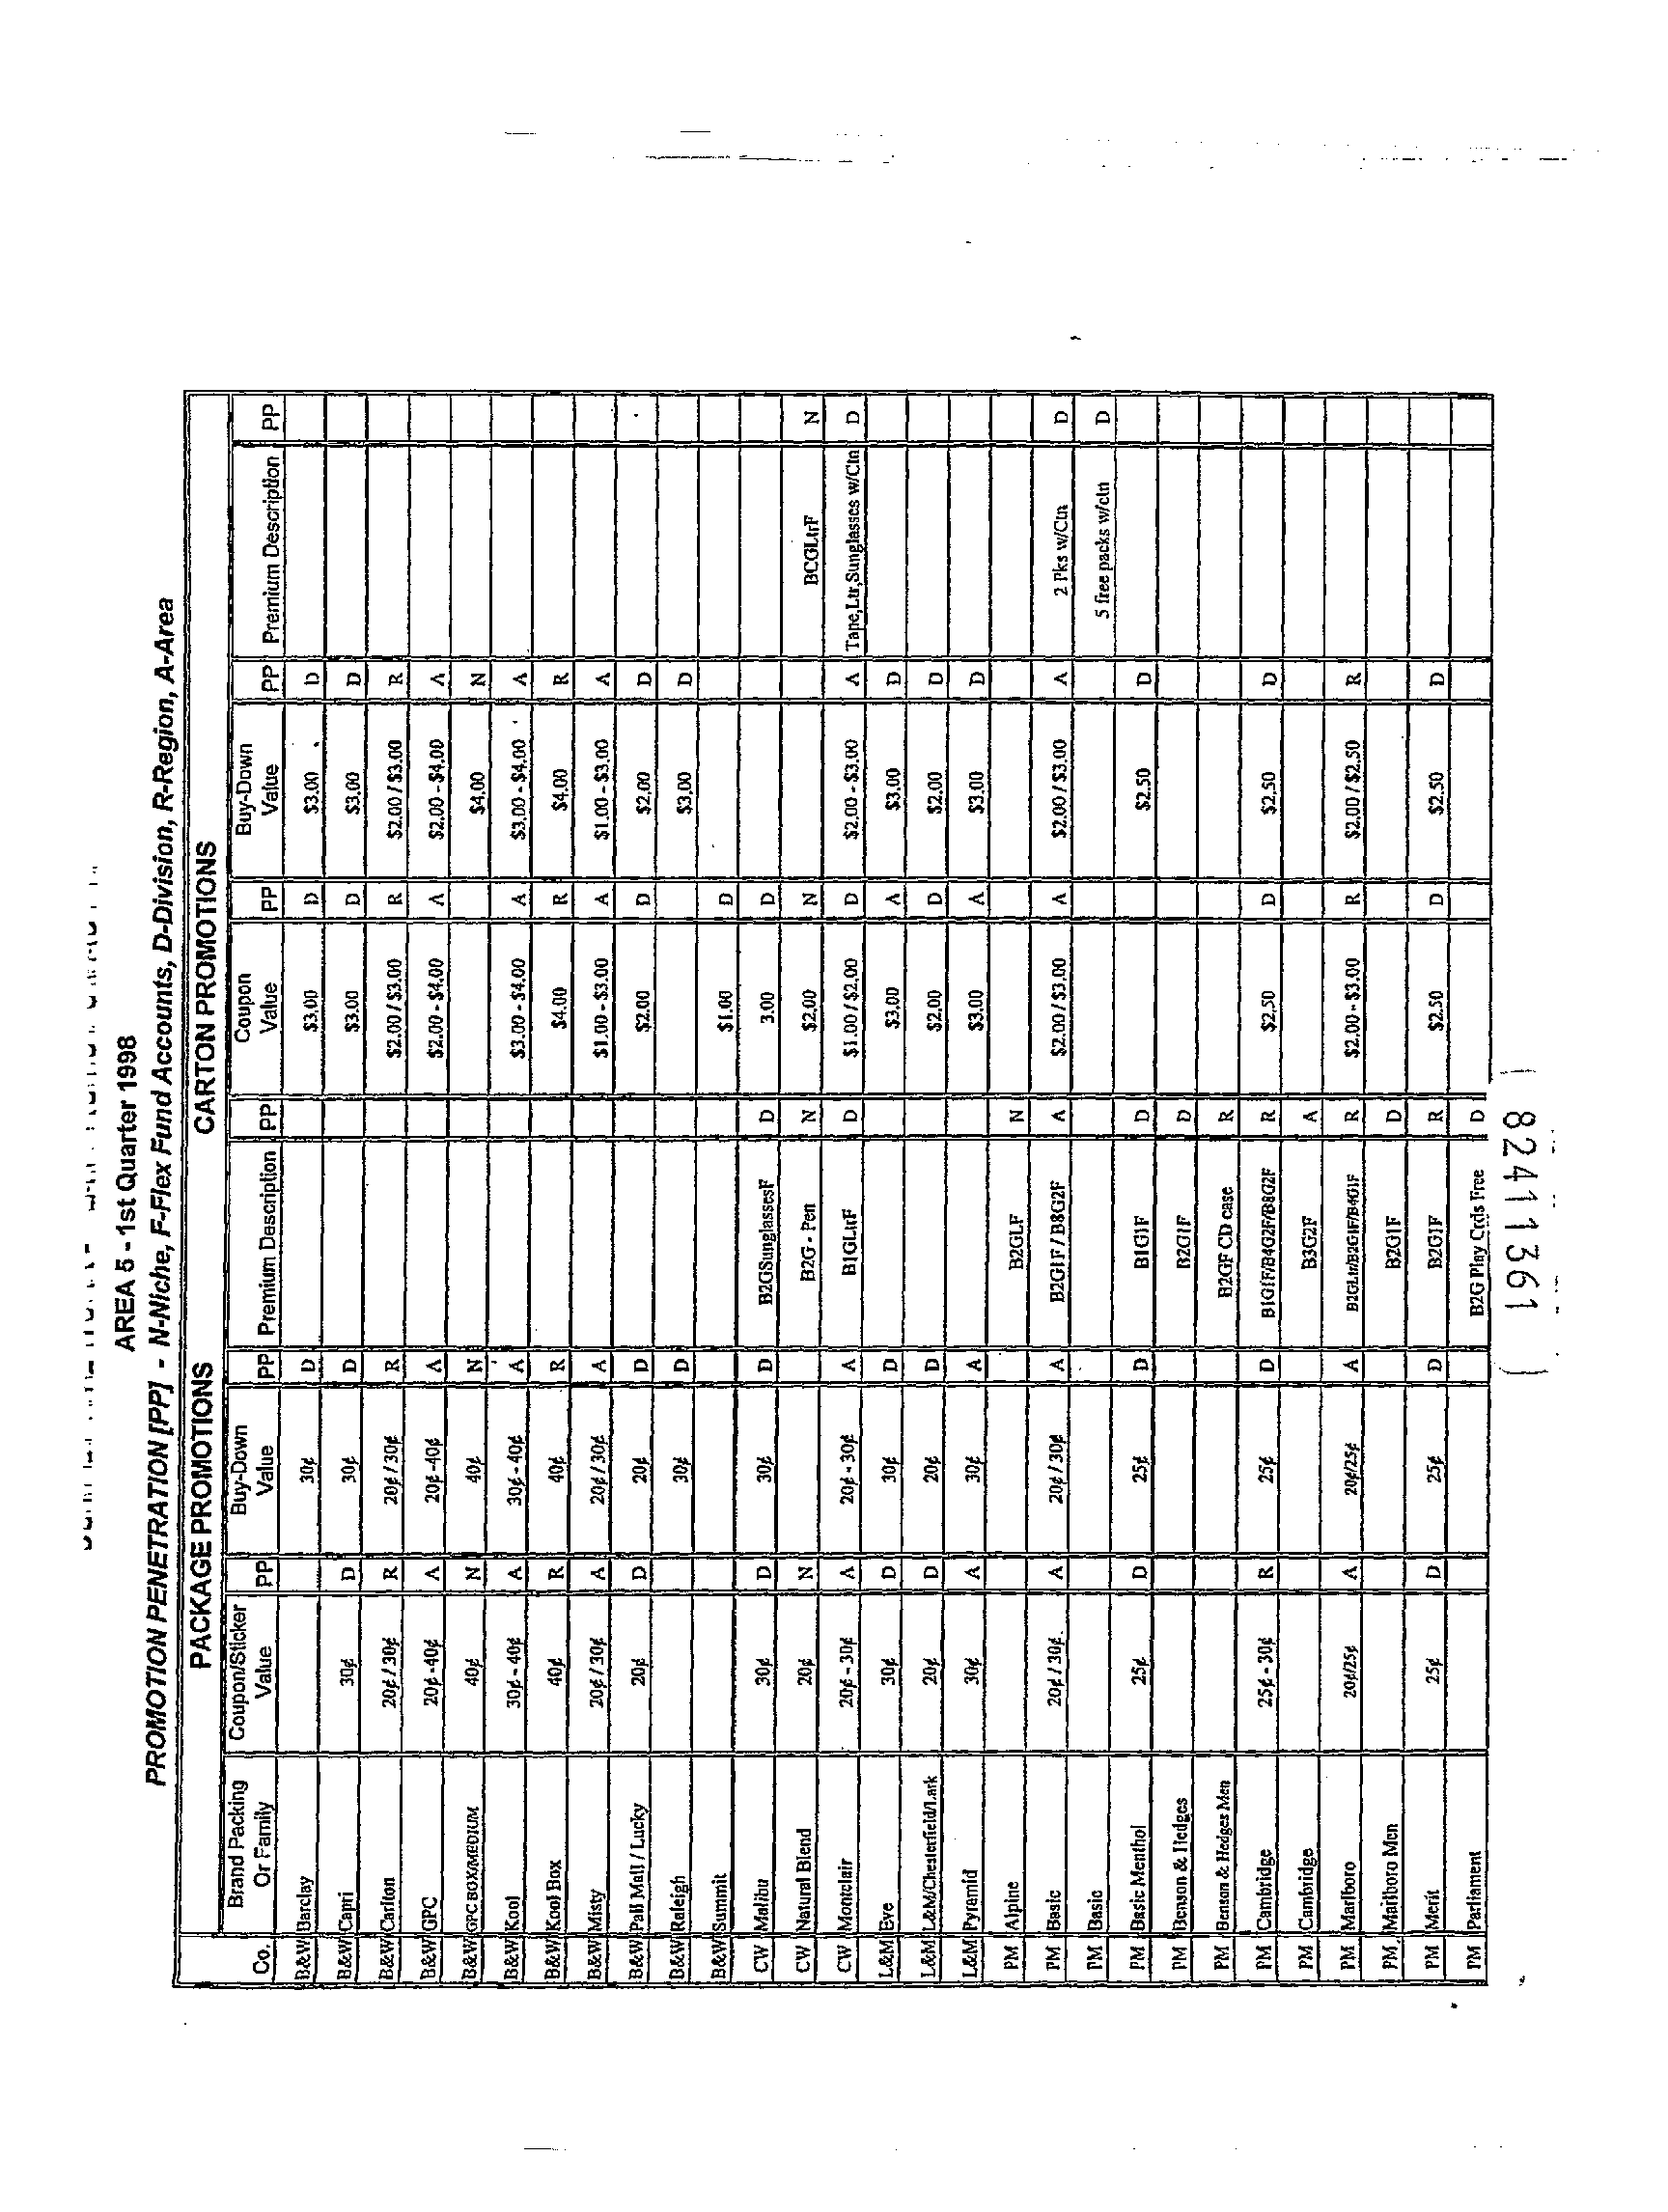 AREA 5 - 1st Quarter 1998
PROMOTION PENETRATION [PP] - N-Niche, F-Flex Fund Accounts, D-Division, R-Region, A-Area
PACKAGE PROMOTIONS CARTON PROMOTIONS
Co. Brand Packing Or Family Coupon/Sticker Value PP Buy-Down Value PP Premium Description PP Coupon Value PP Buy-Down Value PP Premium Description PP
B&W Barclay 30¢ D $3.00 D $3.00 D
B&W Capri 30¢ D 30¢ D $3.00 D $3.00 D
B&W Carlton 20¢ / 30¢ R 20¢ / 30¢ R $2.00 / $3.00 R $2.00 / $3.00 R
B&W GPC 20¢ -40¢ A 20¢ -40¢ A $2.00 - $4.00 A $2.00 - $4.00 A
B&W GPC BOX/MEDIUM 40¢ N 40¢ N $4.00 N
B&W Kool 30¢ - 40¢ A 30¢ - 40¢ A $3.00 - $4.00 A $3.00 - $4.00 A
B&W Kool Box 40¢ R 40¢ R $4.00 R $4.00 R
B&W Misty 20¢ / 30¢ A 20¢ / 30¢ A $1.00 - $3.00 A $1.00 - $3.00 A
B&W Pall Mall / Lucky 20¢ D 20¢ D $2.00 D $2.00 D
B&W Raleigh 30¢ D $3.00 D
B&W Summit $1.00 D
CW Malibu 30¢ D 30¢ D B2GSunglassesF D 3.00 D
CW Natural Blend 20¢ N B2G - Pen N $2.00 N BCGLtrF N
CW Montclair 20¢ - 30¢ A 20¢ - 30¢ A B1GLtrF D $1.00 / $2.00 D $2.00 - $3.00 A Tape,Ltr,Sunglasses w/Ctn D
L&M Eve 30¢ D 30¢ D $3.00 A $3.00 D
L&M L&M/Chesterfield/Lark 20¢ D 20¢ D $2.00 D $2.00 D
L&M Pyramid 30¢ A 30¢ A $3.00 A $3.00 D
PM Alpine B2GLF N
PM Basic 20¢ / 30¢ A 20¢ / 30¢ A B2G1F / B8G2F A $2.00 / $3.00 A $2.00 / $3.00 A 2 Pks w/Ctn D
PM Basic 5 free packs w/ctn D
PM Basic Menthol 25¢ D 25¢ D B1G1F D $2.50 D
PM Benson & Hedges B2G1F D
PM Benson & Hedges Men B2GF CD case R
PM Cambridge 25¢ - 30¢ R 25¢ D B1G1F/B4G2F/B8G2F R $2.50 D $2.50 D
PM Cambridge B3G2F A
PM Marlboro 20¢/25¢ A 20¢/25¢ A B2GLtr/B2G1F/B4G1F R $2.00 - $3.00 R $2.00 / $2.50 R
PM Marlboro Men B2G1F D
PM Merit 25¢ D 25¢ D B2G1F R $2.50 D $2.50 D
PM Parliament B2G Play Crds Free D
82411361